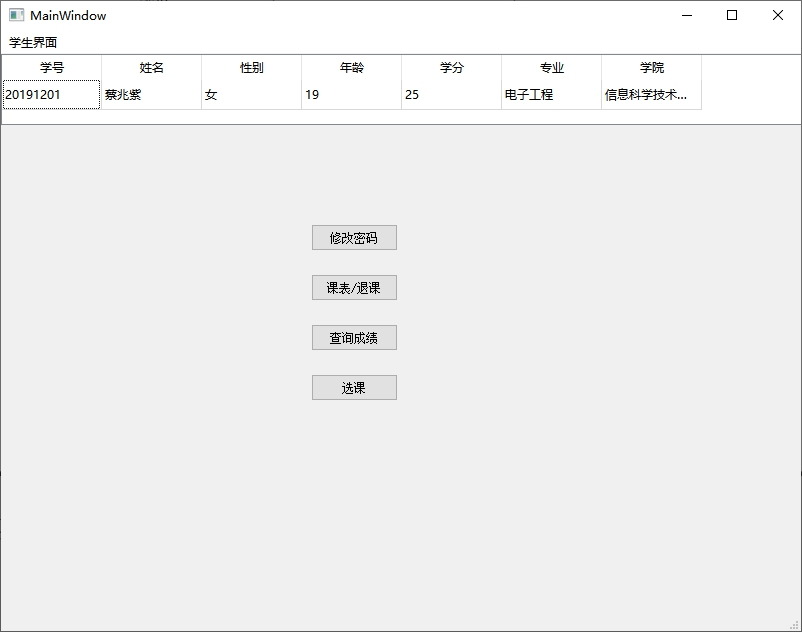 MainWindow
学生界面
学号 姓名 性别 年龄 学分 专业 学院
20191201 蔡兆紫 女 19 25 电子工程 信息科学技术...
修改密码
课表/退课
查询成绩
选课